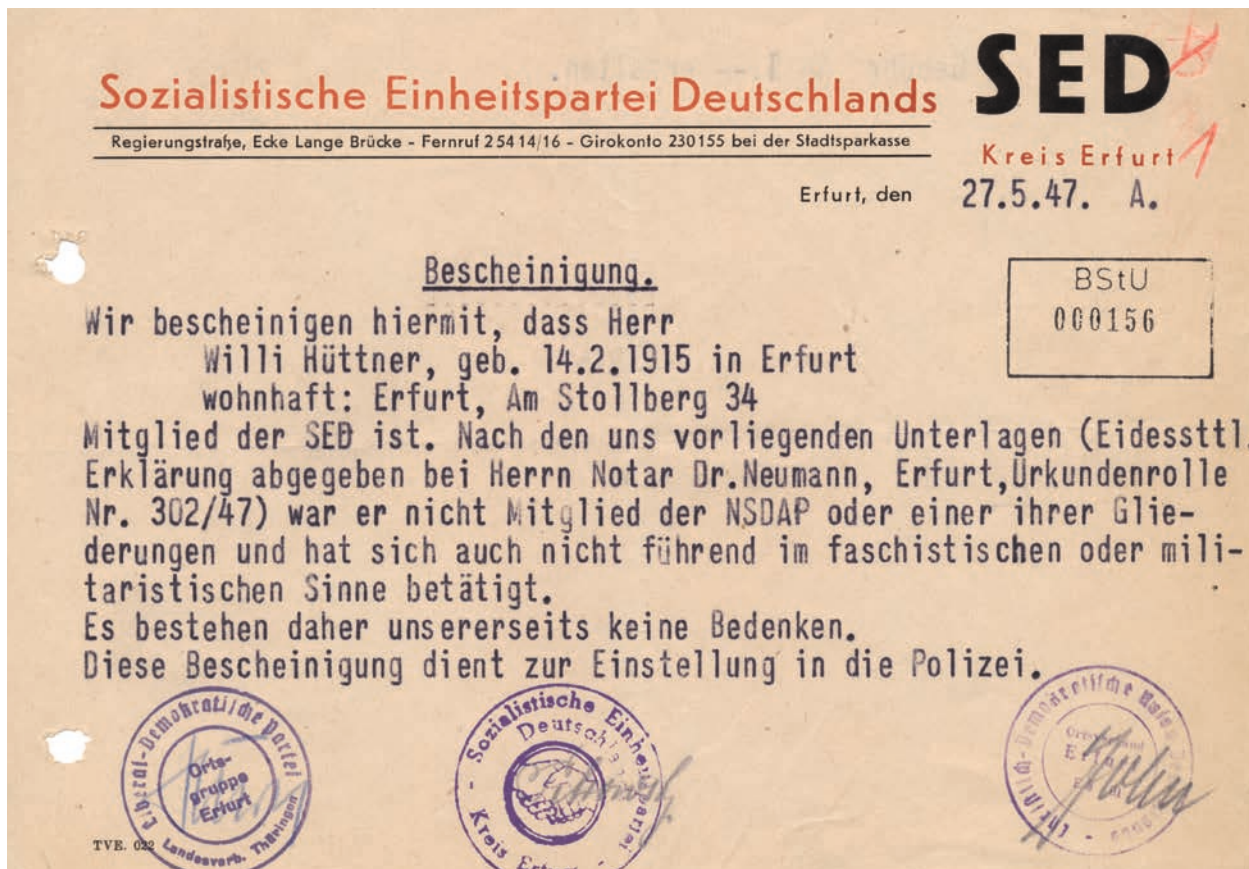 SED
Sozialistische Einheitspartei Deutschlands
Regierungstraße, Ecke Lange Brücke - Fernruf 25414/16 - Girokonto 230155 bei der Stadtsparkasse
Kreis Erfurt
1
Erfurt, den 27.5.47. A.
Bescheinigung.
BStU
000156
Wir bescheinigen hiermit, dass Herr
Willi Hüttner, geb. 14.2.1915 in Erfurt
wohnhaft: Erfurt, Am Stollberg 34
Mitglied der SED ist. Nach den uns vorliegenden Unterlagen (Eidessttl.
Erklärung abgegeben bei Herrn Notar Dr.Neumann, Erfurt,Urkundenrolle
Nr. 302/47) war er nicht Mitglied der NSDAP oder einer ihrer Glie-
derungen und hat sich auch nicht führend im faschistischen oder mili-
taristischen Sinne betätigt.
Es bestehen daher unsererseits keine Bedenken.
Diese Bescheinigung dient zur Einstellung in die Polizei.
Liberal-Demokratische Partei
Orts-
gruppe
Erfurt
Landesverb. Thüringen
Sozialistische Einheitspartei
Kreis
Christlich-Demokratische
TVE. 022